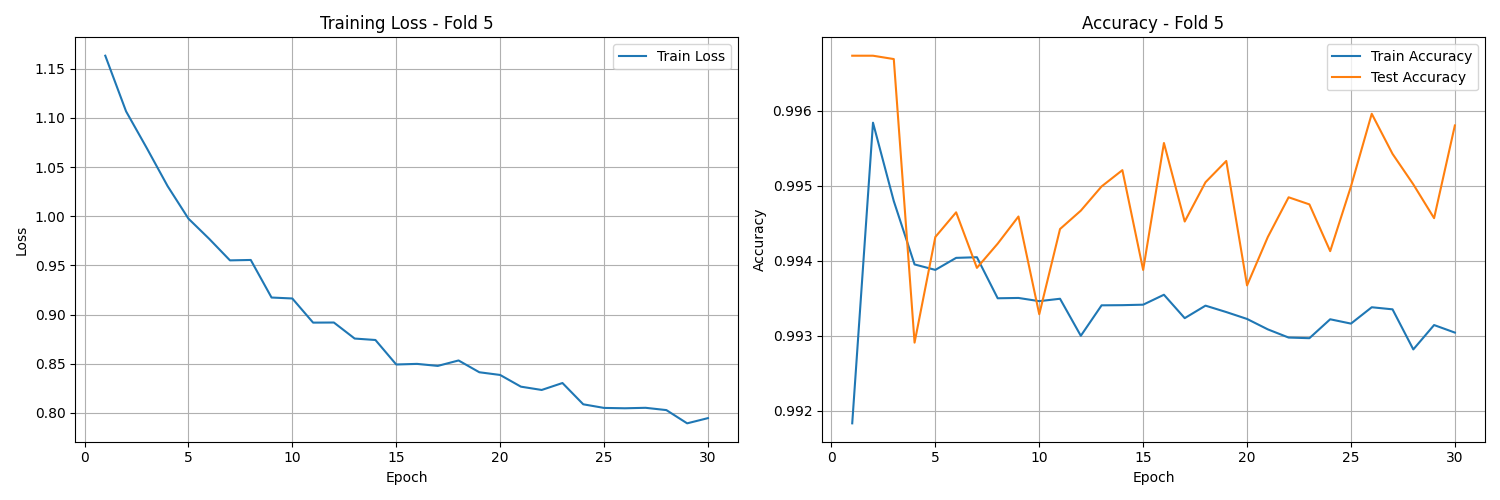 Training Loss - Fold 5
Train Loss
1.15
1.10
1.05
1.00
0.95
0.90
0.85
0.80
Loss
0 5 10 15 20 25 30
Epoch
Accuracy - Fold 5
Train Accuracy
Test Accuracy
0.996
0.995
0.994
0.993
0.992
Accuracy
0 5 10 15 20 25 30
Epoch